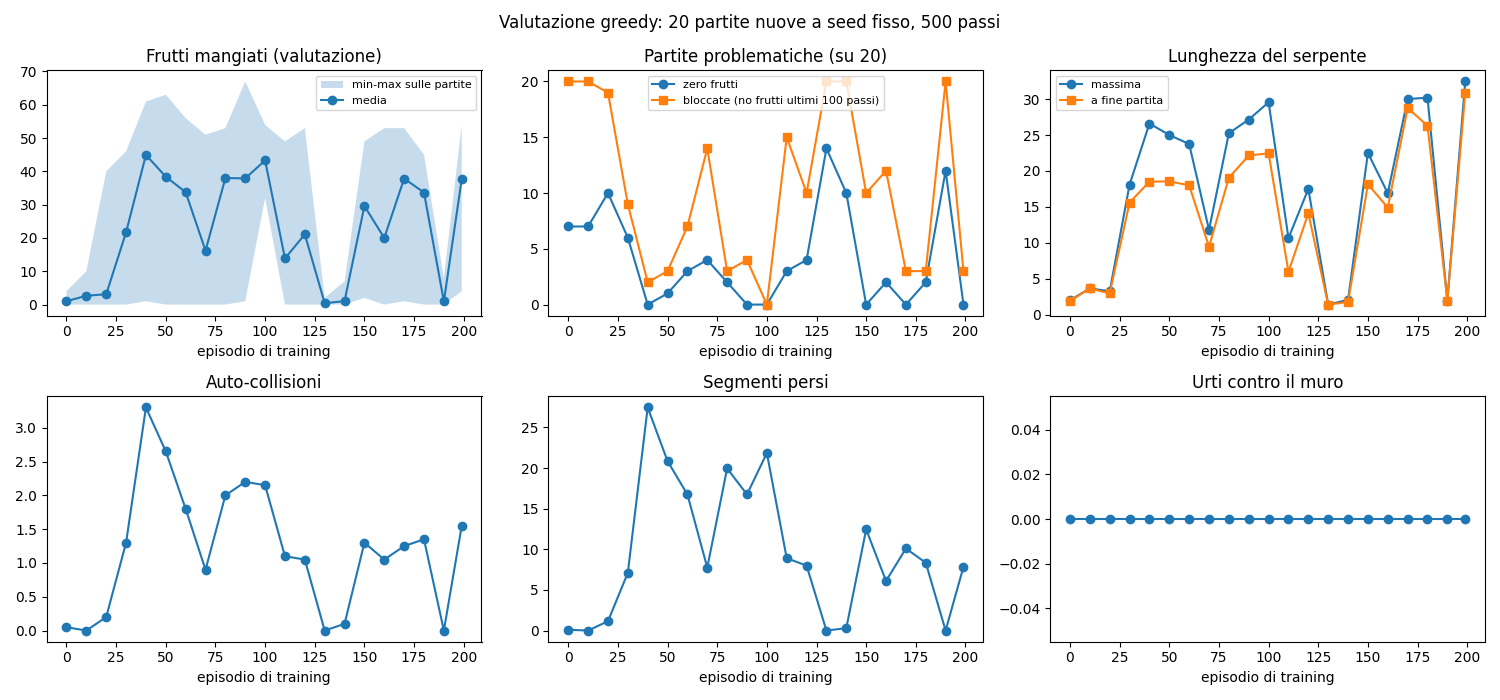 Valutazione greedy: 20 partite nuove a seed fisso, 500 passi
Frutti mangiati (valutazione)
70
60
50
40
30
20
10
0
min-max sulle partite
media
0 25 50 75 100 125 150 175 200
episodio di training
Partite problematiche (su 20)
20
15
10
5
0
zero frutti
bloccate (no frutti ultimi 100 passi)
0 25 50 75 100 125 150 175 200
episodio di training
Lunghezza del serpente
30
25
20
15
10
5
0
massima
a fine partita
0 25 50 75 100 125 150 175 200
episodio di training
Auto-collisioni
3.0
2.5
2.0
1.5
1.0
0.5
0.0
0 25 50 75 100 125 150 175 200
episodio di training
Segmenti persi
25
20
15
10
5
0
0 25 50 75 100 125 150 175 200
episodio di training
Urti contro il muro
0.04
0.02
0.00
−0.02
−0.04
0 25 50 75 100 125 150 175 200
episodio di training